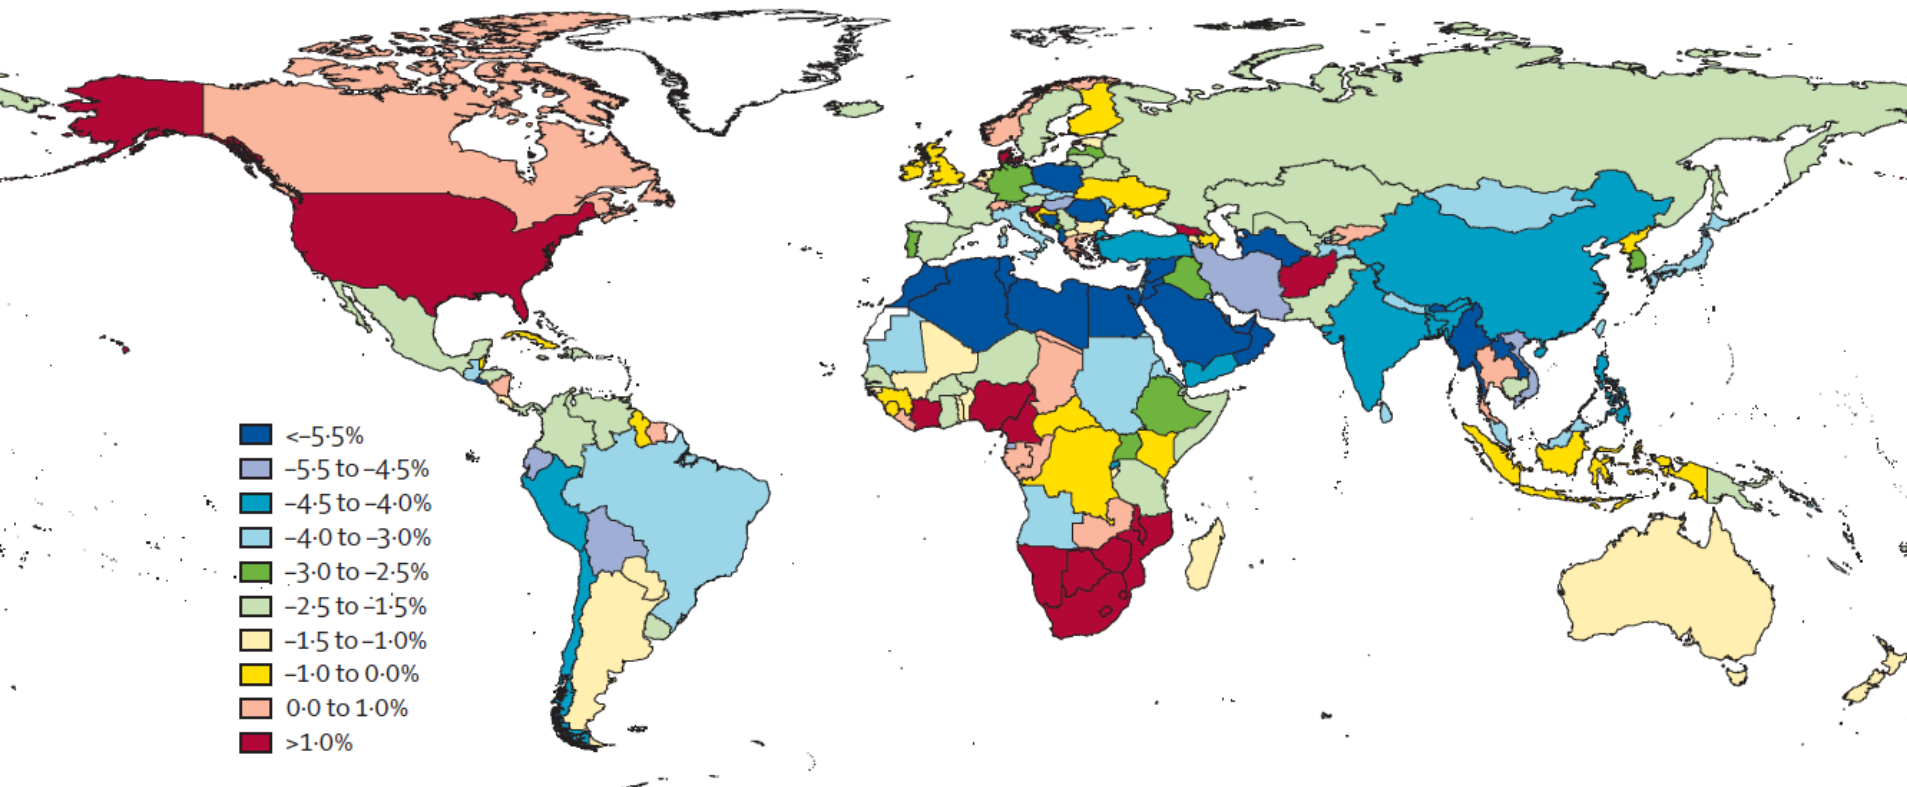 <–5·5%
–5·5 to –4·5%
–4·5 to –4·0%
–4·0 to –3·0%
–3·0 to –2·5%
–2·5 to –1·5%
–1·5 to –1·0%
–1·0 to 0·0%
0·0 to 1·0%
>1·0%